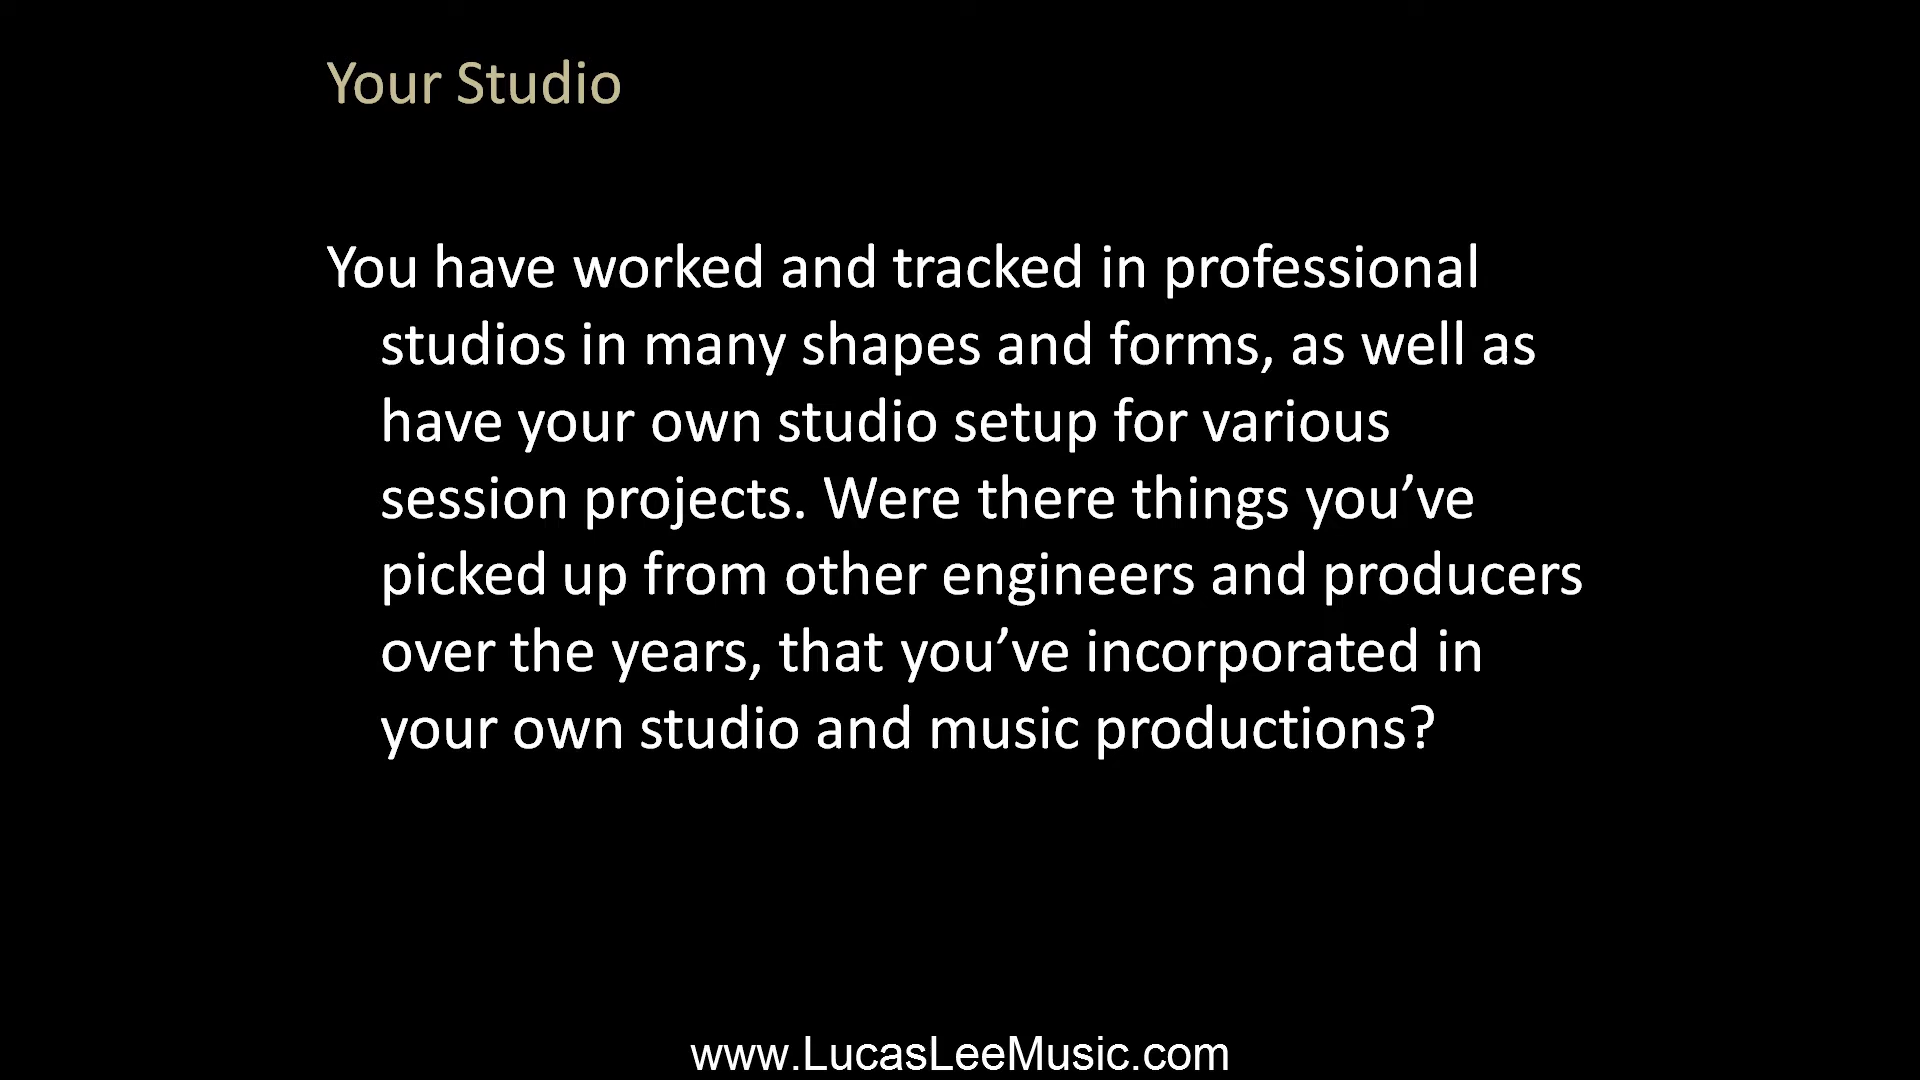 Your Studio
You have worked and tracked in professional
studios in many shapes and forms, as well as
have your own studio setup for various
session projects. Were there things you’ve
picked up from other engineers and producers
over the years, that you’ve incorporated in
your own studio and music productions?
www.LucasLeeMusic.com